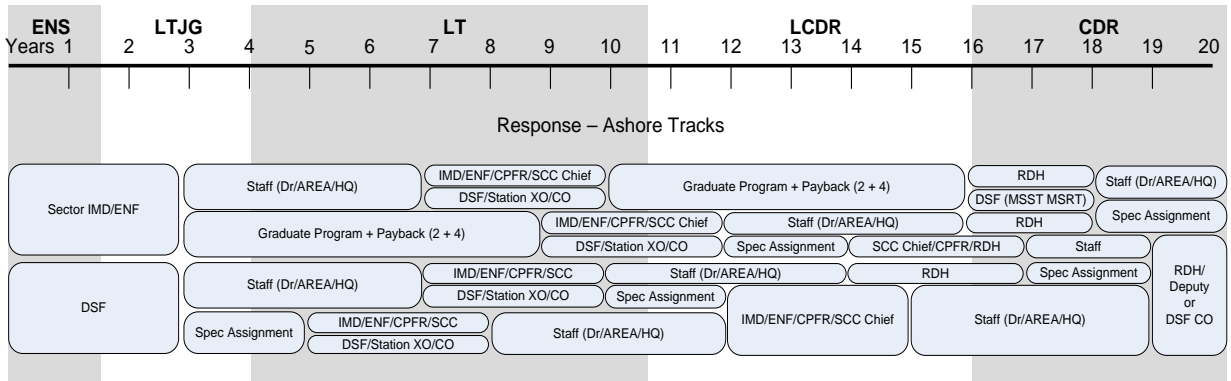 ENS LTJG LT LCDR CDR
Years 1 2 3 4 5 6 7 8 9 10 11 12 13 14 15 16 17 18 19 20
Response – Ashore Tracks
Sector IMD/ENF
Staff (Dr/AREA/HQ)
IMD/ENF/CPFR/SCC Chief
DSF/Station XO/CO
Graduate Program + Payback (2 + 4)
RDH
DSF (MSST MSRT)
Staff (Dr/AREA/HQ)
Graduate Program + Payback (2 + 4)
IMD/ENF/CPFR/SCC Chief
Staff (Dr/AREA/HQ)
RDH
Spec Assignment
DSF/Station XO/CO
Spec Assignment
SCC Chief/CPFR/RDH
Staff
DSF
Staff (Dr/AREA/HQ)
IMD/ENF/CPFR/SCC
DSF/Station XO/CO
Staff (Dr/AREA/HQ)
RDH
Spec Assignment
Spec Assignment
RDH/
Deputy
or
DSF CO
Spec Assignment
IMD/ENF/CPFR/SCC
DSF/Station XO/CO
Staff (Dr/AREA/HQ)
IMD/ENF/CPFR/SCC Chief
Staff (Dr/AREA/HQ)